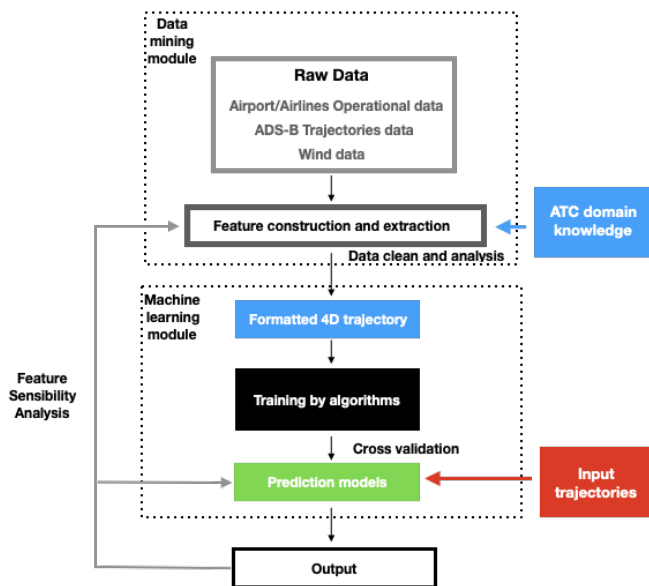 Data
mining
module
Raw Data
Airport/Airlines Operational data
ADS-B Trajectories data
Wind data
Feature construction and extraction
ATC domain
knowledge
Data clean and analysis
Machine
learning
module
Formatted 4D trajectory
Feature
Sensibility
Analysis
Training by algorithms
Cross validation
Prediction models
Input
trajectories
Output